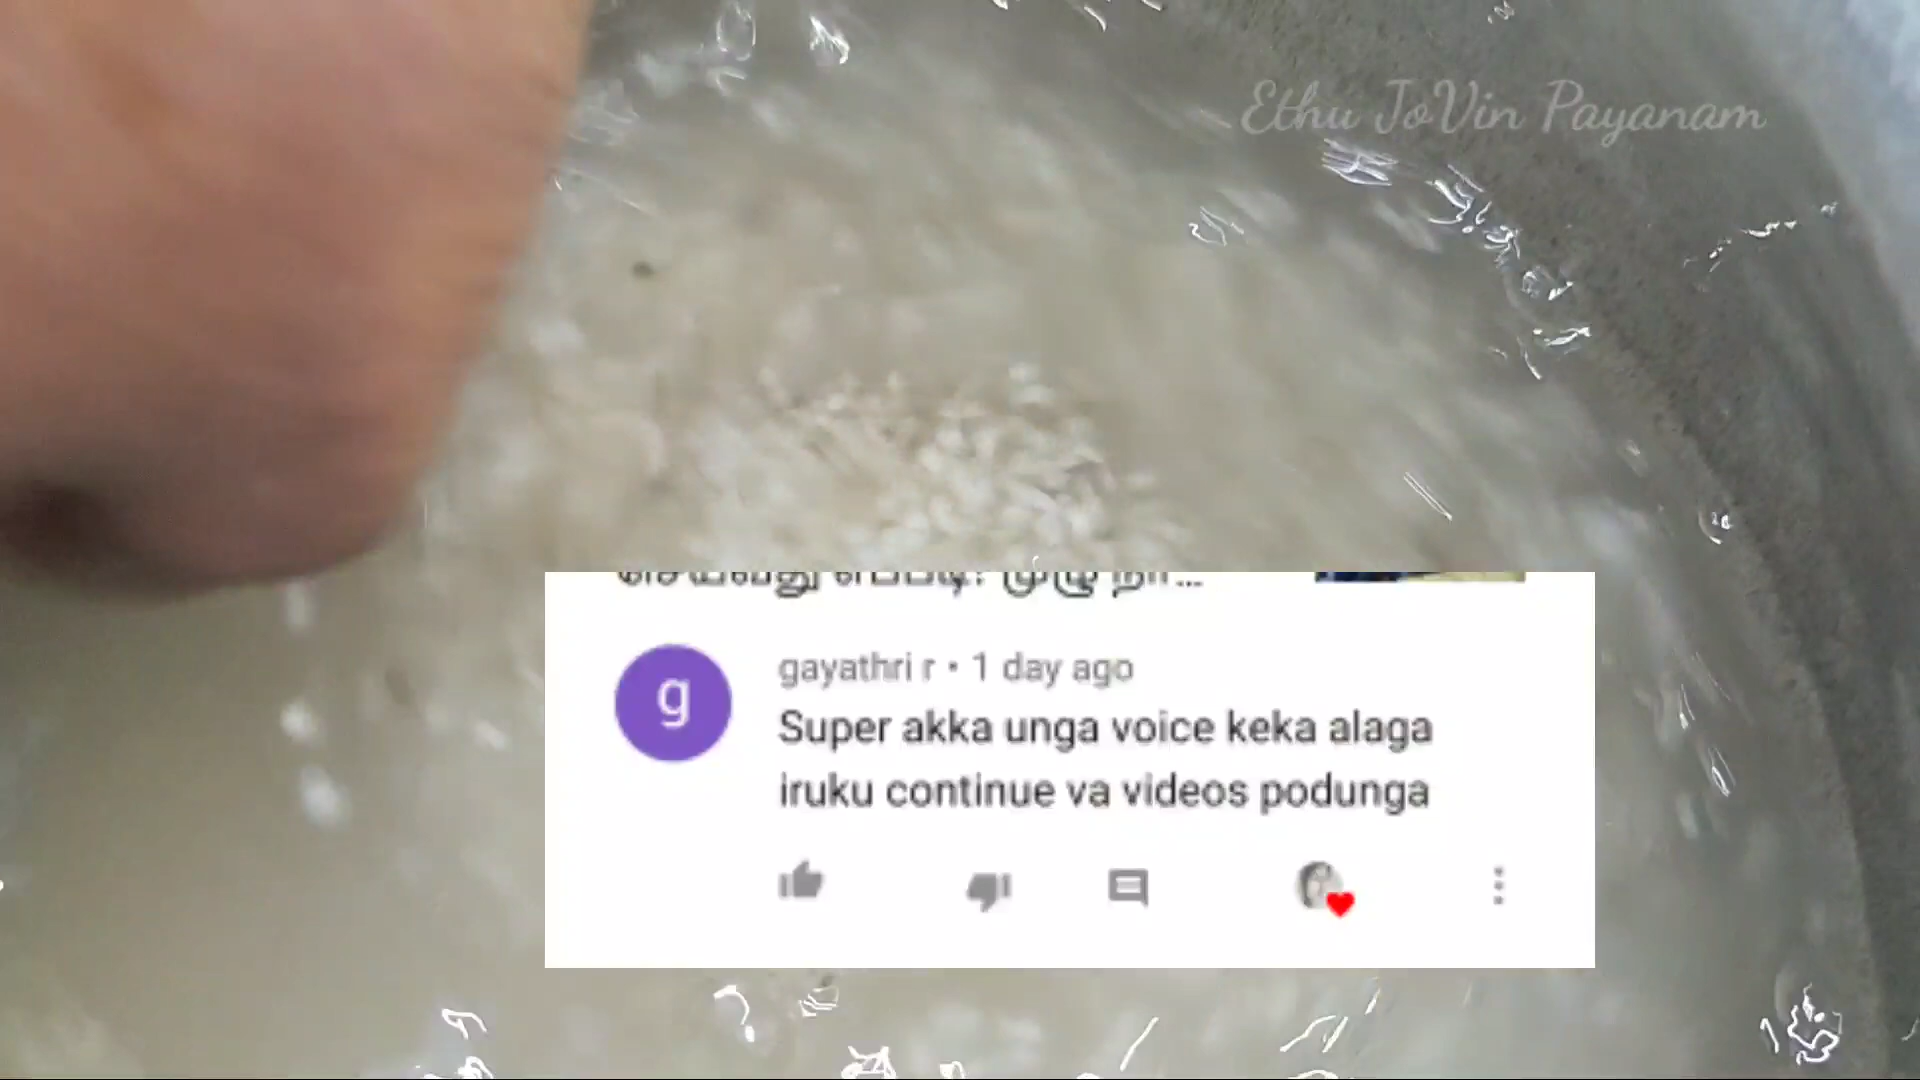 Ethu JoVin Payanam
gayathri r • 1 day ago
g
Super akka unga voice keka alaga
iruku continue va videos podunga